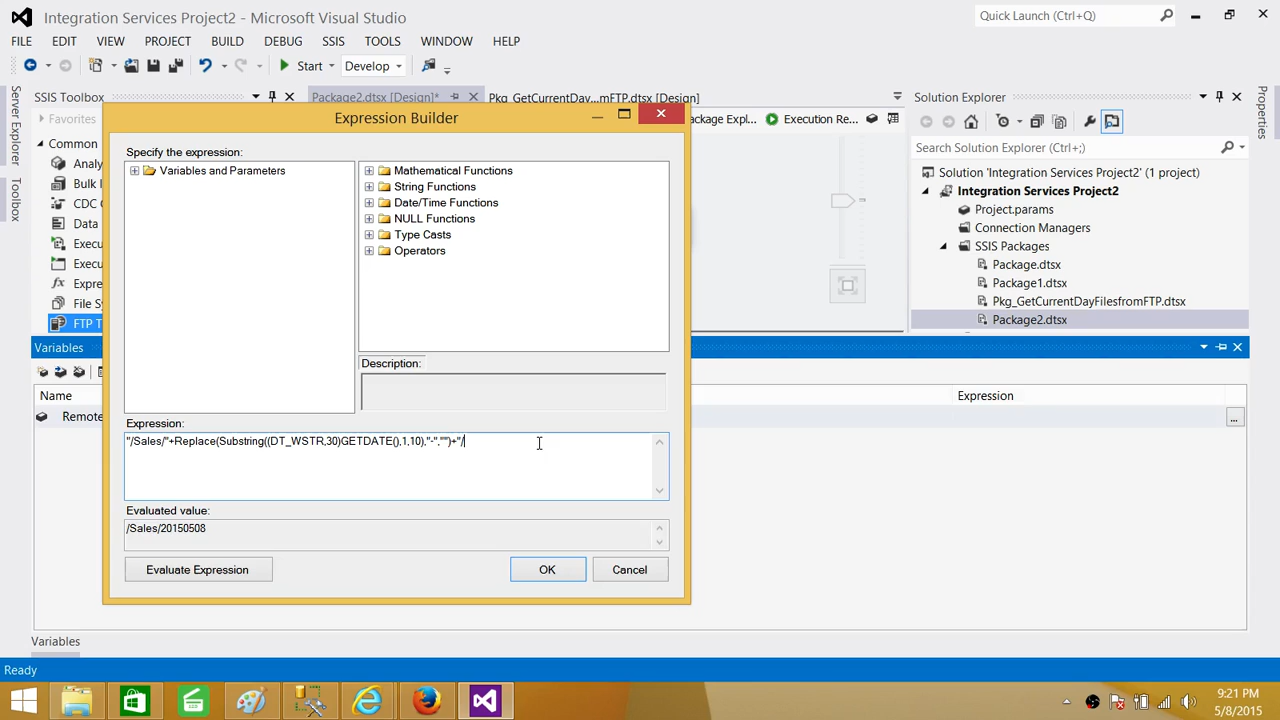 Integration Services Project2 - Microsoft Visual Studio
Quick Launch (Ctrl+Q)
FILE EDIT VIEW PROJECT BUILD DEBUG SSIS TOOLS WINDOW HELP
Start Develop
SSIS Toolbox
Package2.dtsx [Design]*
Pkg_GetCurrentDay...mFTP.dtsx [Design]
Solution Explorer
Server Explorer
Toolbox
Properties
Favorites
Common
Analy
Bulk I
CDC C
Data
Execu
Execu
Expre
File Sy
FTP T
ackage Expl...
Execution Re...
Search Solution Explorer (Ctrl+;)
Solution 'Integration Services Project2' (1 project)
Integration Services Project2
Project.params
Connection Managers
SSIS Packages
Package.dtsx
Package1.dtsx
Pkg_GetCurrentDayFilesfromFTP.dtsx
Package2.dtsx
Expression Builder
Specify the expression:
Variables and Parameters
Mathematical Functions
String Functions
Date/Time Functions
NULL Functions
Type Casts
Operators
Description:
Expression:
"/Sales/"+Replace(Substring((DT_WSTR,30)GETDATE(),1,10),"-","")+"/
Evaluated value:
/Sales/20150508
Evaluate Expression
OK
Cancel
Variables
Name
Expression
Remote
...
Variables
Ready
9:21 PM
5/8/2015